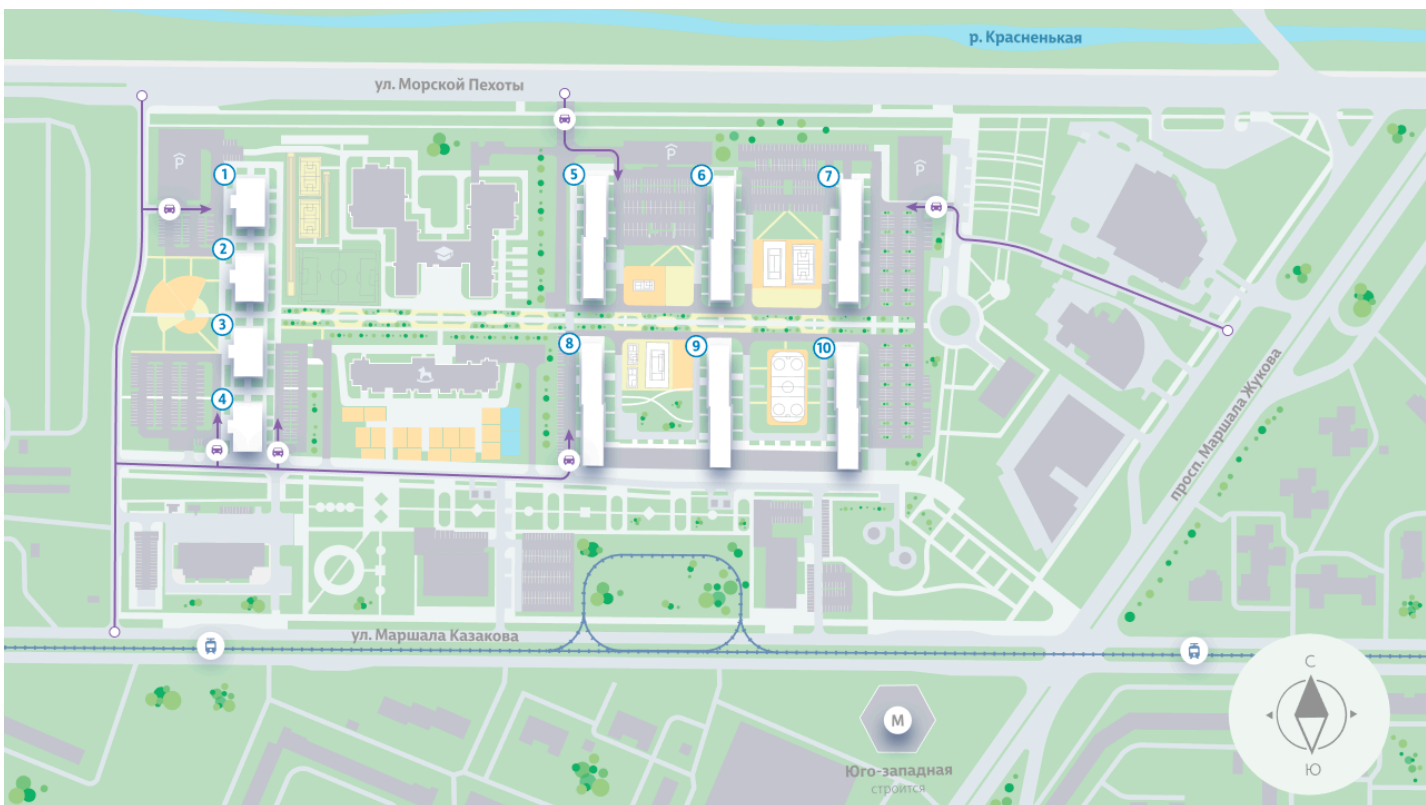 р. Красненькая
ул. Морской Пехоты
P
P
P
1
5
6
7
2
3
8
9
10
4
просп. Маршала Жукова
ул. Маршала Казакова
С
М
Юго-западная
строится
Ю